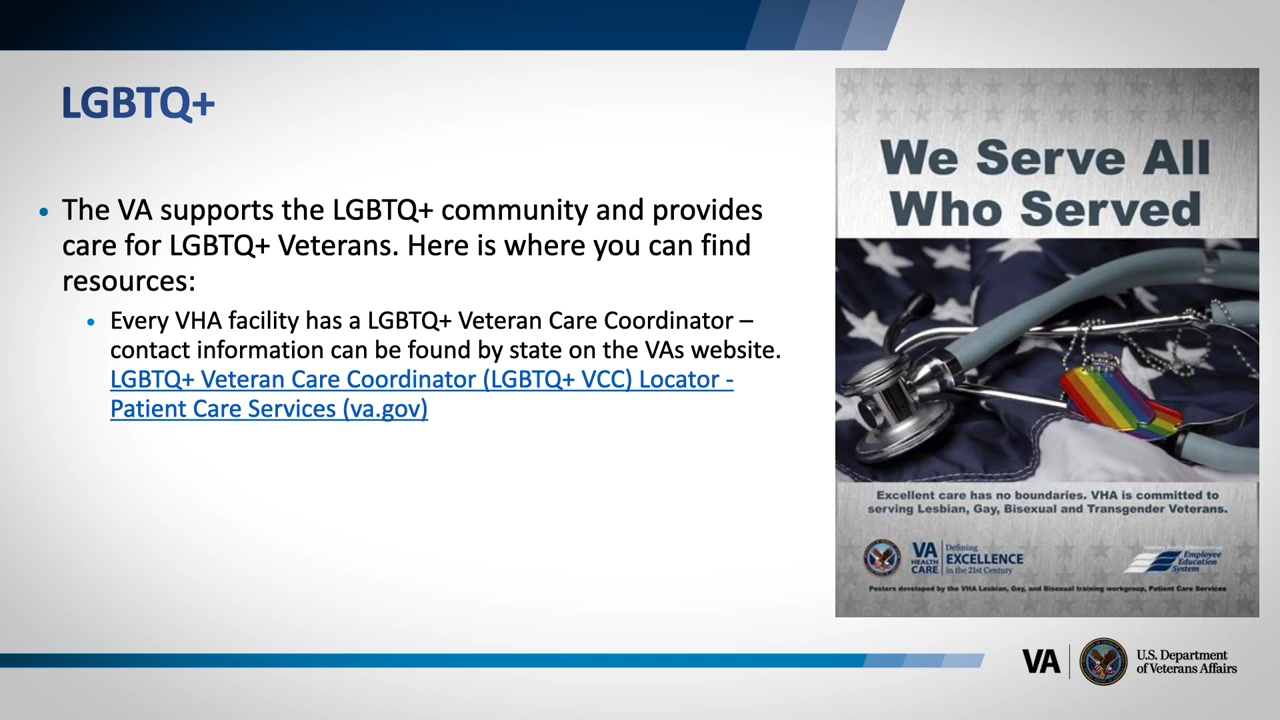 LGBTQ+
• The VA supports the LGBTQ+ community and provides
care for LGBTQ+ Veterans. Here is where you can find
resources:
• Every VHA facility has a LGBTQ+ Veteran Care Coordinator –
contact information can be found by state on the VAs website.
LGBTQ+ Veteran Care Coordinator (LGBTQ+ VCC) Locator -
Patient Care Services (va.gov)
We Serve All
Who Served
Excellent care has no boundaries. VHA is committed to
serving Lesbian, Gay, Bisexual and Transgender Veterans.
VA
HEALTH
CARE
Defining
EXCELLENCE
in the 21st Century
Employee
Education
System
Posters developed by the VHA Lesbian, Gay, and Bisexual training workgroup, Patient Care Services
VA
U.S. Department
of Veterans Affairs